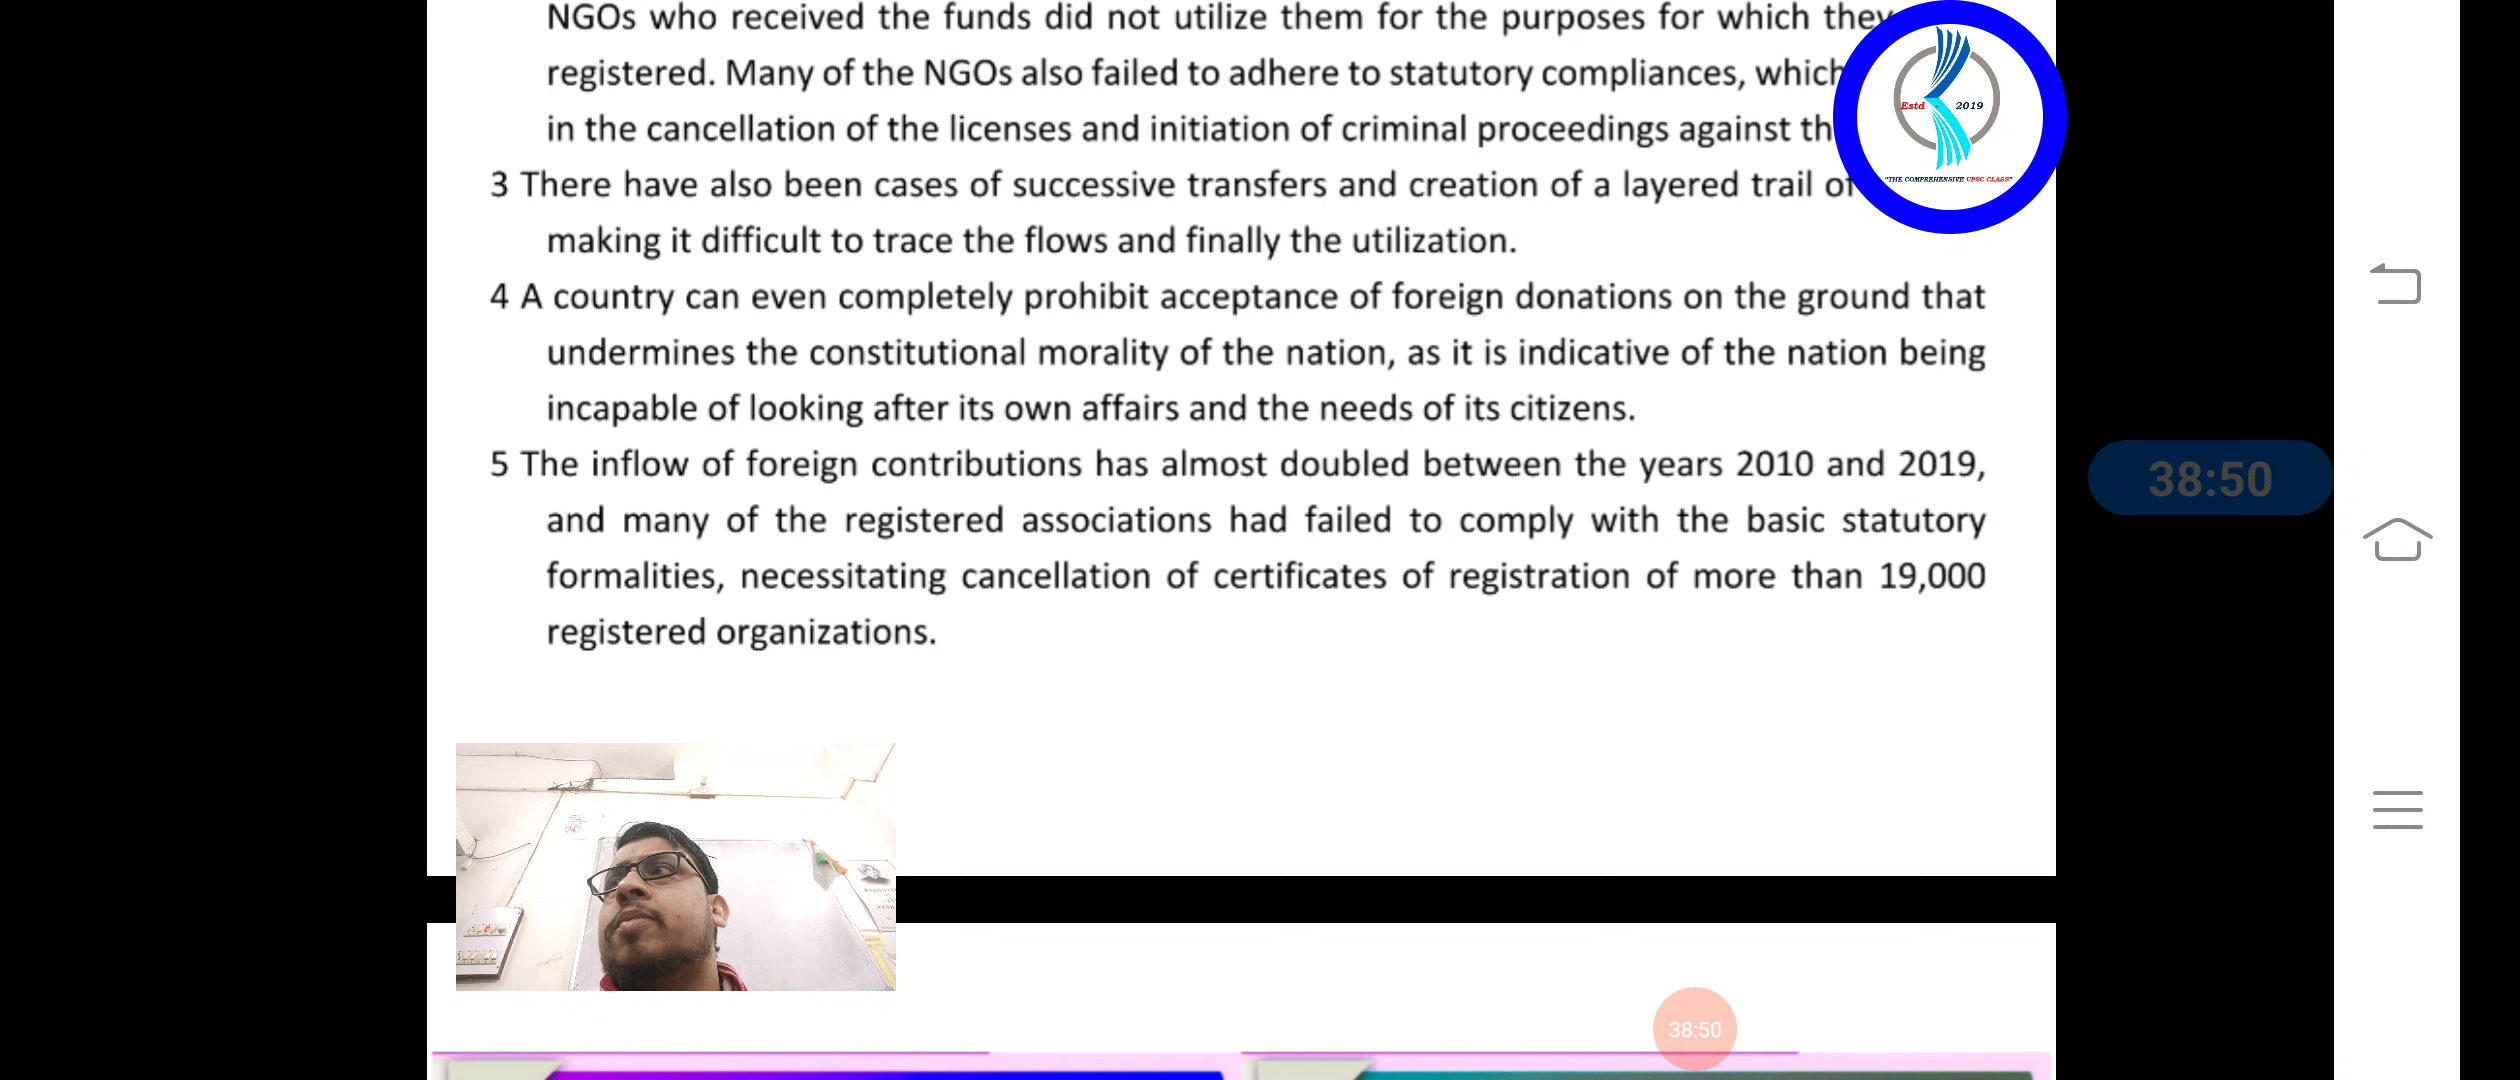 NGOs who received the funds did not utilize them for the purposes for which they
registered. Many of the NGOs also failed to adhere to statutory compliances, which
in the cancellation of the licenses and initiation of criminal proceedings against
3 There have also been cases of successive transfers and creation of a layered trail of
making it difficult to trace the flows and finally the utilization.
4 A country can even completely prohibit acceptance of foreign donations on the ground that
undermines the constitutional morality of the nation, as it is indicative of the nation being
incapable of looking after its own affairs and the needs of its citizens.
5 The inflow of foreign contributions has almost doubled between the years 2010 and 2019,
and many of the registered associations had failed to comply with the basic statutory
formalities, necessitating cancellation of certificates of registration of more than 19,000
registered organizations.
Estd - 2019
"THE COMPREHENSIVE UPSC CLASS"
38:50
38:50